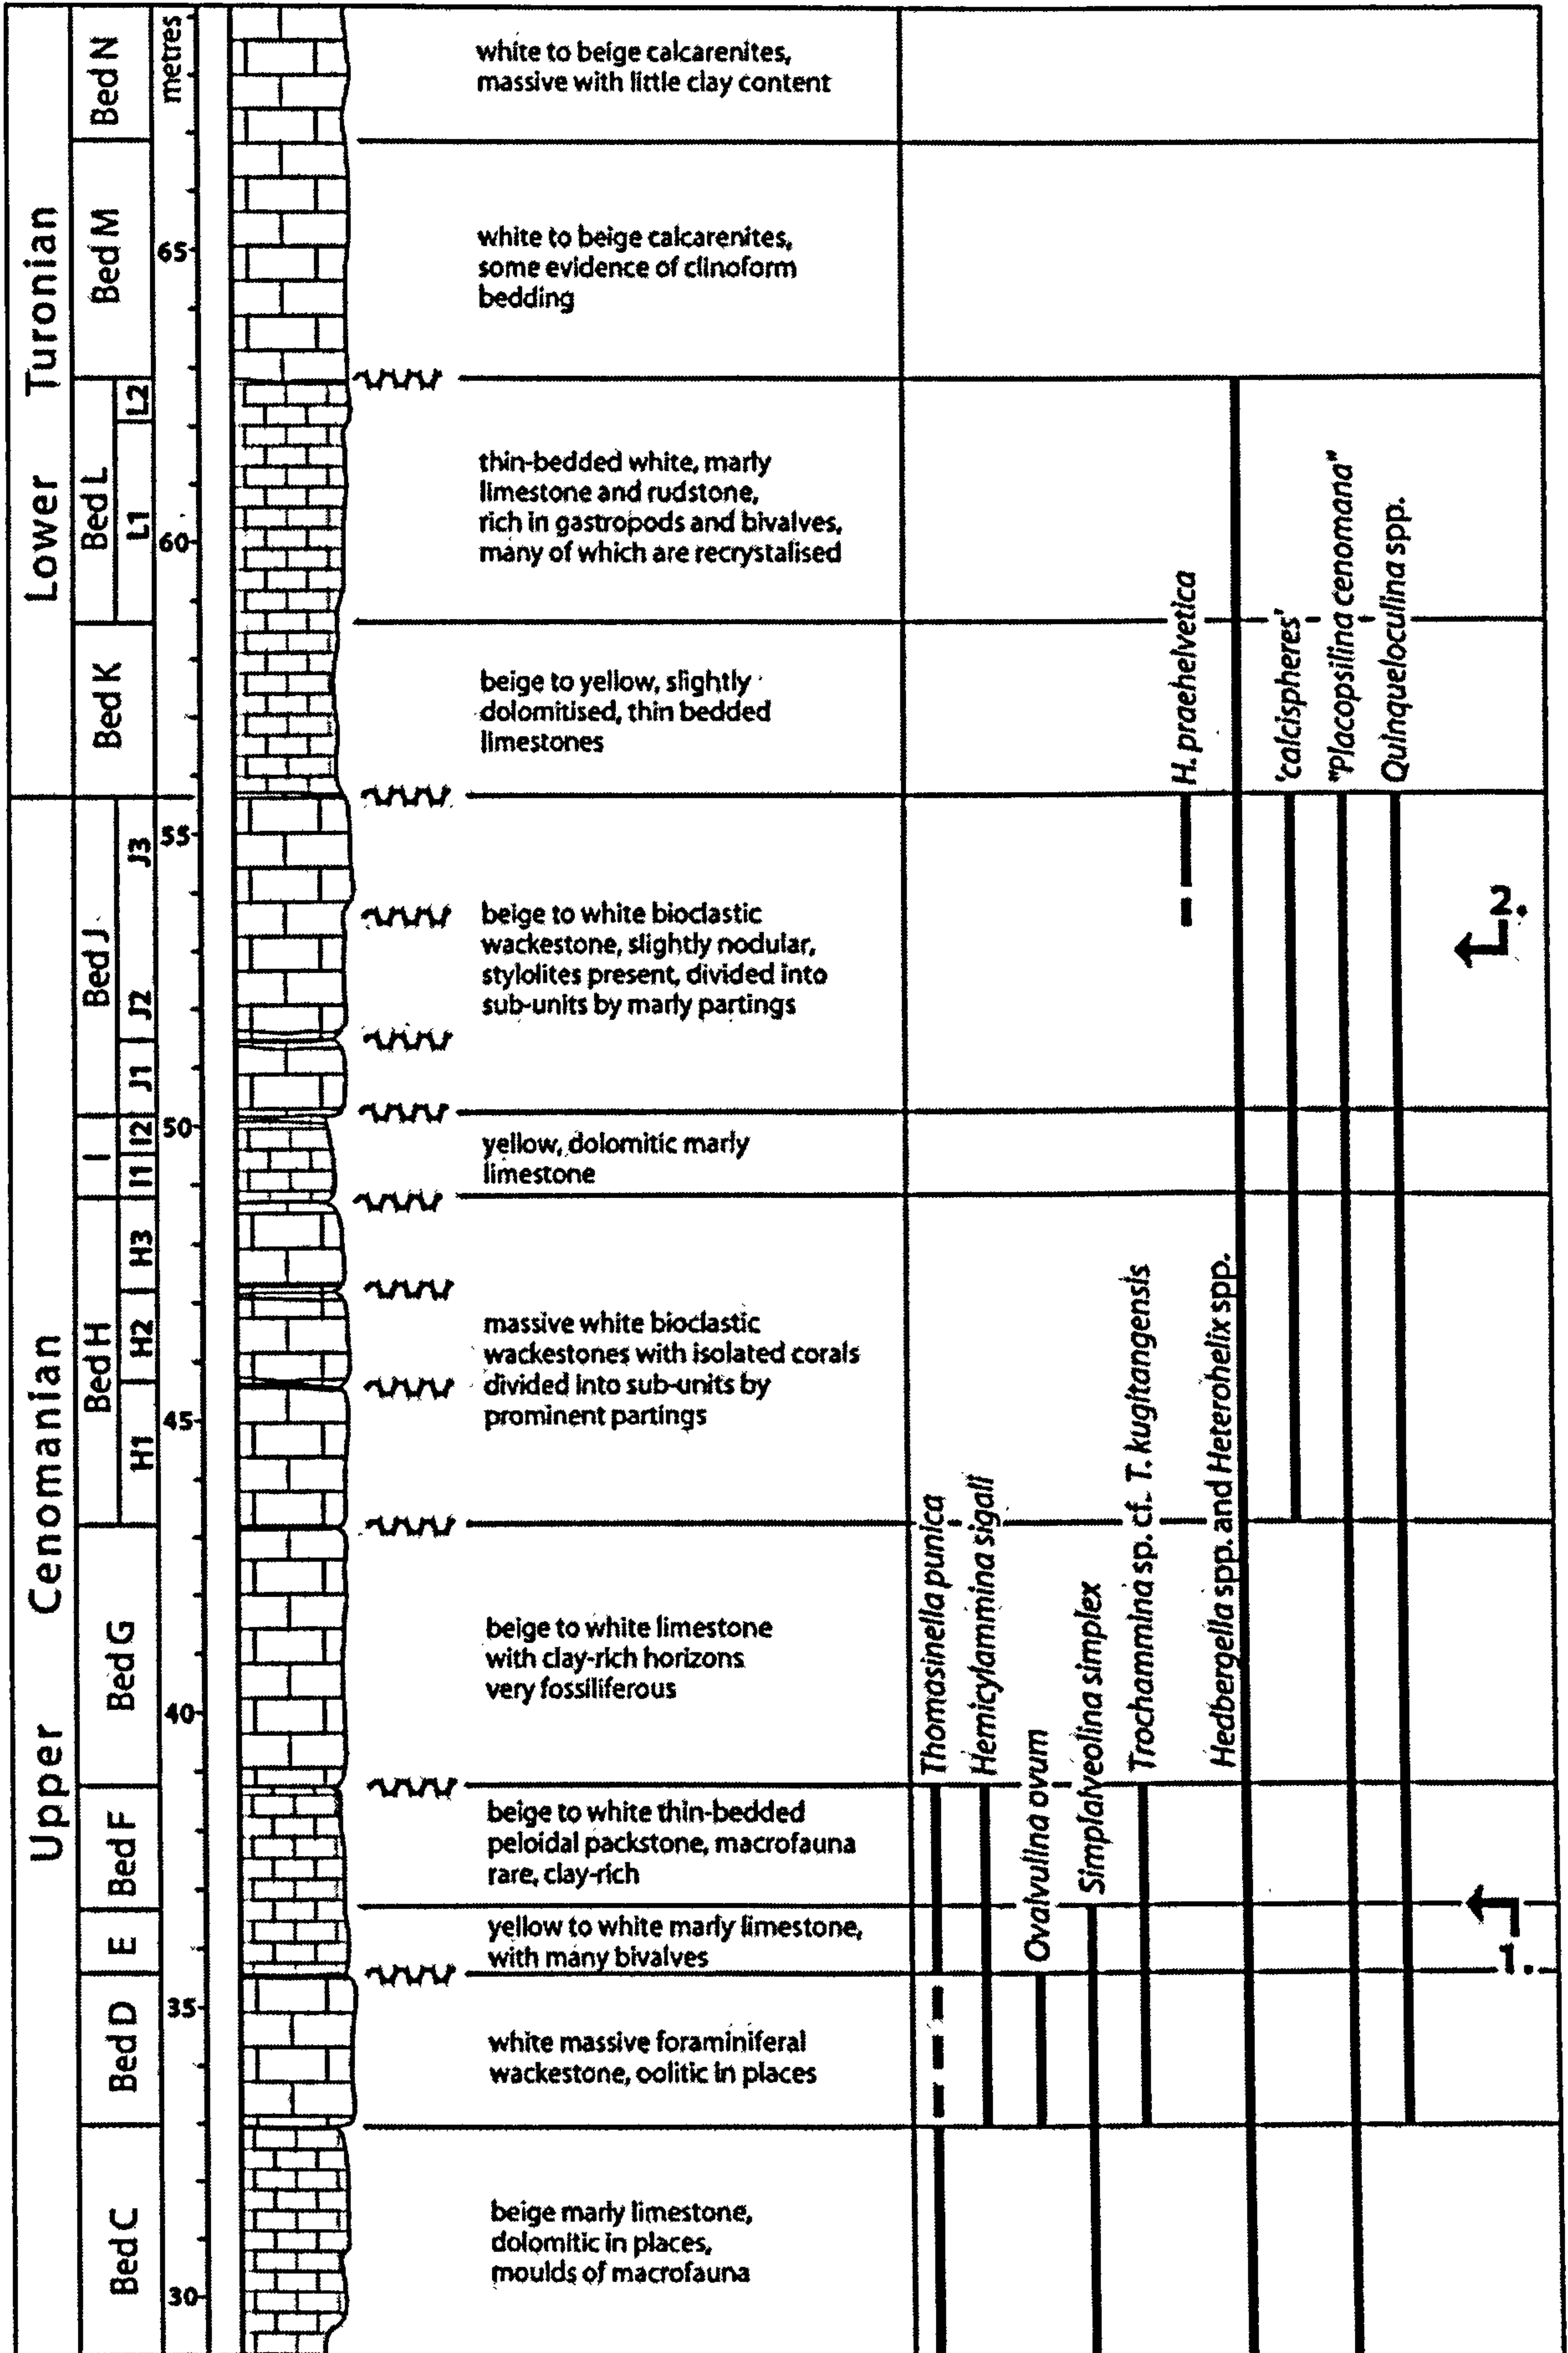 metres
Lower Turonian
Upper Cenomanian
Bed N
Bed M
Bed L
L2
L1
Bed K
Bed J
J3
J2
J1
I
I2
I1
Bed H
H3
H2
H1
Bed G
Bed F
E
Bed D
Bed C
65
60
55
50
45
40
35
30
white to beige calcarenites,
massive with little clay content
white to beige calcarenites,
some evidence of clinoform
bedding
thin-bedded white, marly
limestone and rudstone,
rich in gastropods and bivalves,
many of which are recrystalised
beige to yellow, slightly
dolomitised, thin bedded
limestones
beige to white bioclastic
wackestone, slightly nodular,
stylolites present, divided into
sub-units by marly partings
yellow, dolomitic marly
limestone
massive white bioclastic
wackestones with isolated corals
divided into sub-units by
prominent partings
beige to white limestone
with clay-rich horizons
very fossiliferous
beige to white thin-bedded
peloidal packstone, macrofauna
rare, clay-rich
yellow to white marly limestone,
with many bivalves
white massive foraminiferal
wackestone, oolitic in places
beige marly limestone,
dolomitic in places,
moulds of macrofauna
Thomasinella punica
Hemicylammina sigali
Ovalvulina ovum
Simplalveolina simplex
Trochammina sp. cf. T. kugitangensis
Hedbergella spp. and Heterohelix spp.
H. praehelvetica
'calcispheres'
"Placopsilina cenomana"
Quinqueloculina spp.
2.
1.